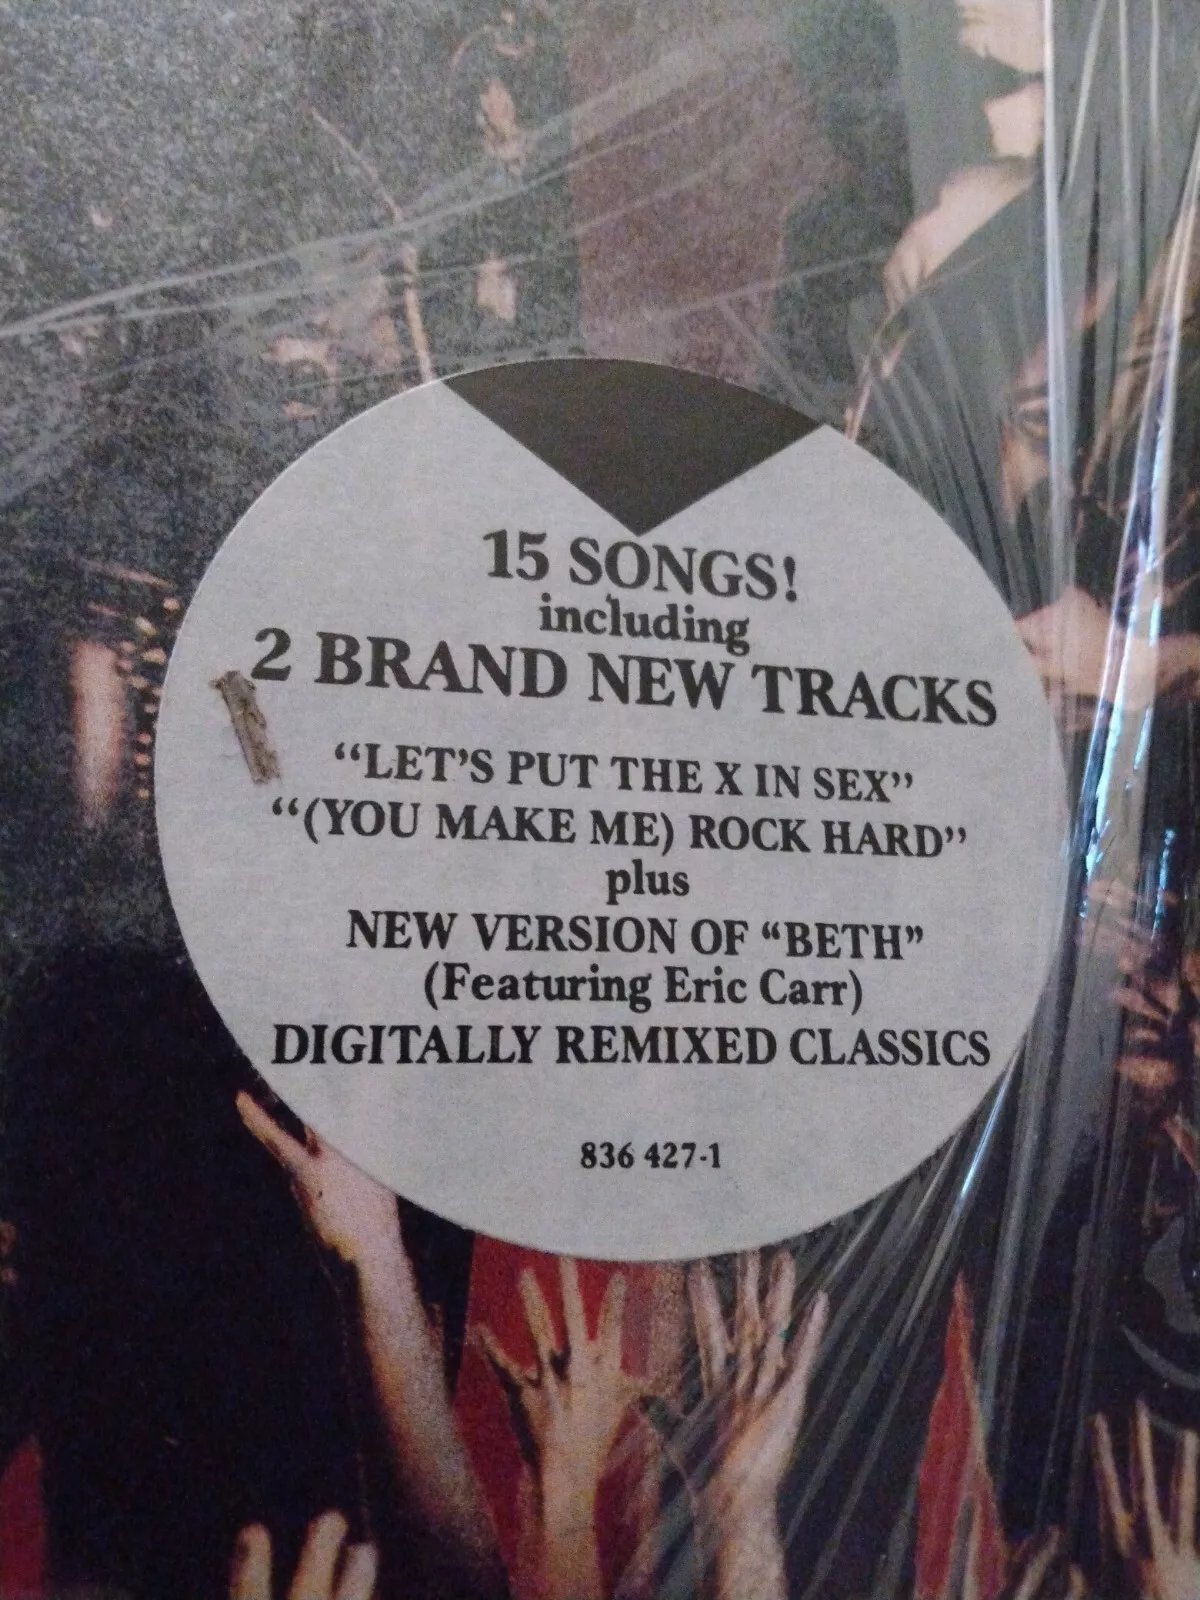 15 SONGS!
including
2 BRAND NEW TRACKS
“LET’S PUT THE X IN SEX”
“(YOU MAKE ME) ROCK HARD”
plus
NEW VERSION OF “BETH”
(Featuring Eric Carr)
DIGITALLY REMIXED CLASSICS
836 427-1